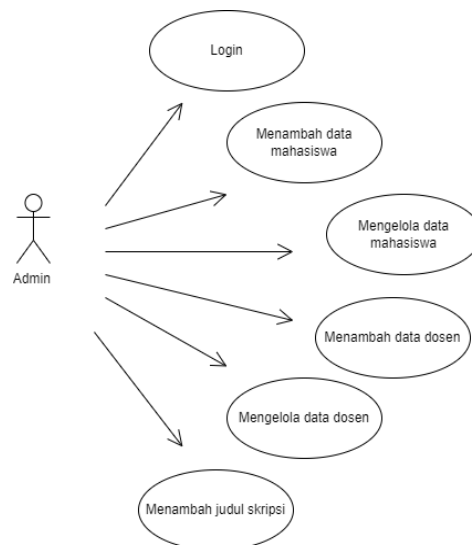 Login
Menambah data
mahasiswa
Mengelola data
mahasiswa
Admin
Menambah data dosen
Mengelola data dosen
Menambah judul skripsi